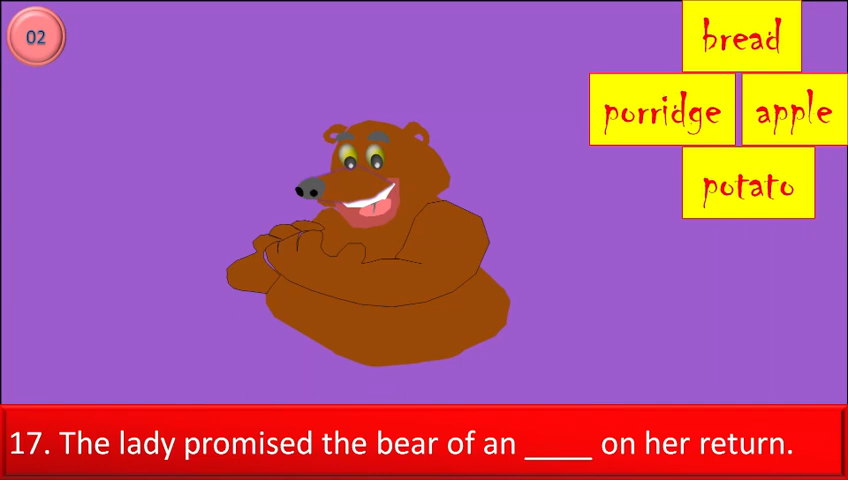 02
bread
porridge apple
potato
17. The lady promised the bear of an ____ on her return.